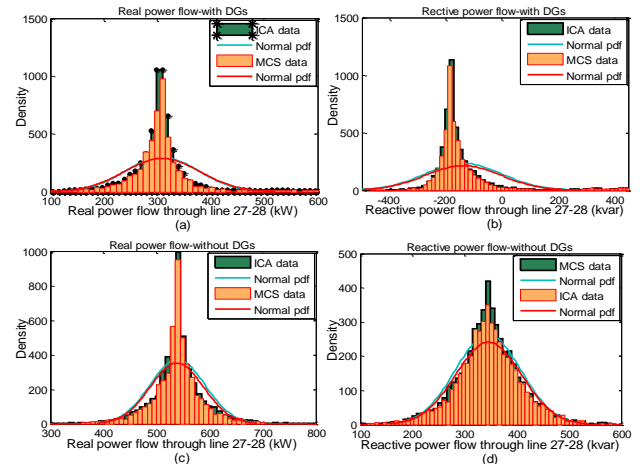 Real power flow-with DGs
1500
1000
500
0
Density
ICA data
Normal pdf
MCS data
Normal pdf
100 200 300 400 500 600
Real power flow through line 27-28 (kW)
(a)
Rective power flow-with DGs
1500
1000
500
0
Density
ICA data
Normal pdf
MCS data
Normal pdf
-400 -200 0 200 400
Reactive power flow through line 27-28 (kvar)
(b)
Real power flow-without DGs
1000
800
600
400
200
0
Density
ICA data
Normal pdf
MCS data
Normal pdf
300 400 500 600 700 800
Real power flow through line 27-28 (kW)
(c)
Reactive power flow-without DGs
500
400
300
200
100
0
Density
MCS data
Normal pdf
ICA data
Normal pdf
100 200 300 400 500 600
Reactive power flow through line 27-28 (kvar)
(d)